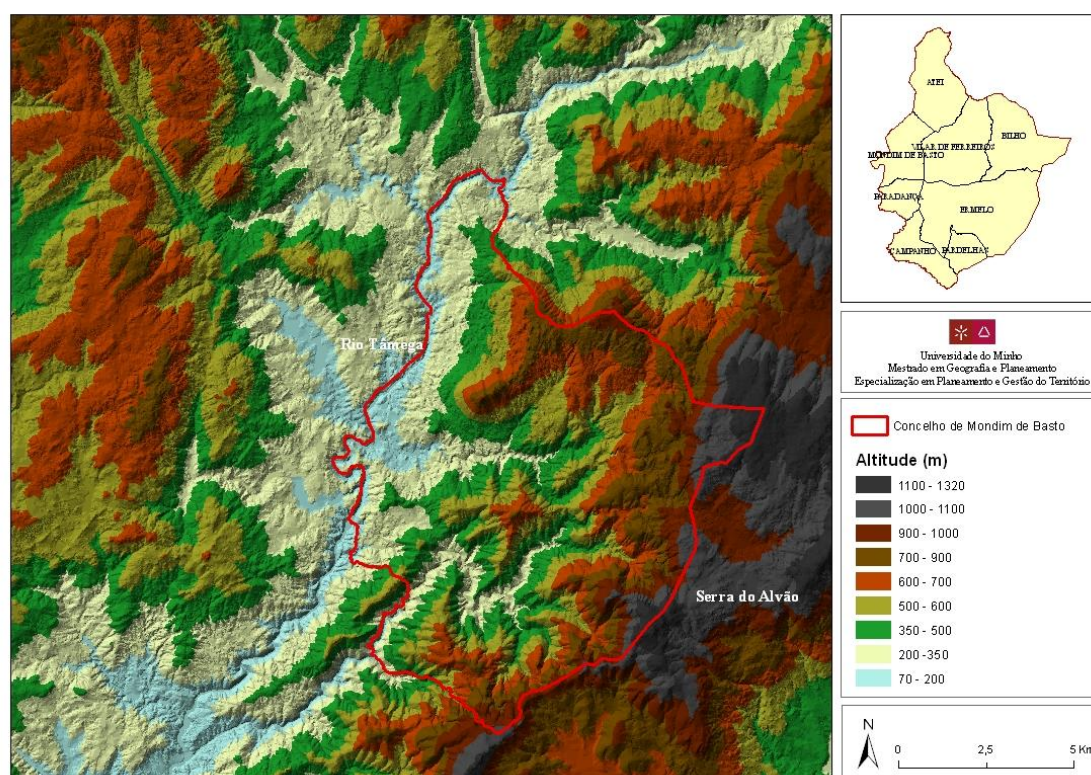 Rio Tâmega
Serra do Alvão
ATEI
BILHO
VILAR DE FERREIROS
MONDIM DE BASTO
PARADANÇA
ERMELO
CAMPANHO
PARDELHAS
Universidade do Minho
Mestrado em Geografia e Planeamento
Especialização em Planeamento e Gestão do Território
Concelho de Mondim de Basto
Altitude (m)
1100 - 1320
1000 - 1100
900 - 1000
700 - 900
600 - 700
500 - 600
350 - 500
200 -350
70 - 200
N
0 2,5 5 Km